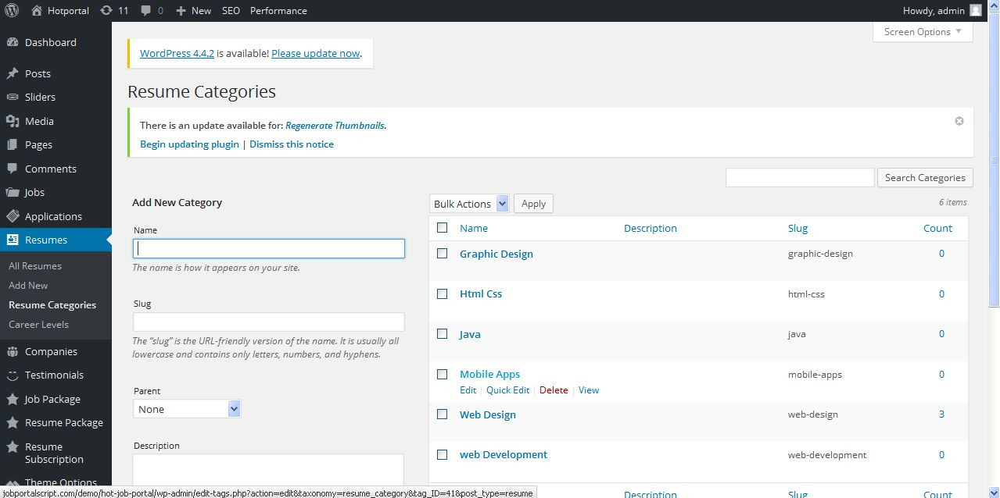 Hotportal 11 0 New SEO Performance Howdy, admin
Screen Options
Dashboard
Posts
Sliders
Media
Pages
Comments
Jobs
Applications
Resumes
All Resumes
Add New
Resume Categories
Career Levels
Companies
Testimonials
Job Package
Resume Package
Resume
Subscription
Theme Options
WordPress 4.4.2 is available! Please update now.
Resume Categories
There is an update available for: Regenerate Thumbnails.
Begin updating plugin | Dismiss this notice
Search Categories
Add New Category
Name
The name is how it appears on your site.
Slug
The “slug” is the URL-friendly version of the name. It is usually all
lowercase and contains only letters, numbers, and hyphens.
Parent
None
Description
Bulk Actions Apply 6 items
Name Description Slug Count
Graphic Design graphic-design 0
Html Css html-css 0
Java java 0
Mobile Apps mobile-apps 0
Edit | Quick Edit | Delete | View
Web Design web-design 3
web Development web-development 0
Name Description Slug Count
jobportalscript.com/demo/hot-job-portal/wp-admin/edit-tags.php?action=edit&taxonomy=resume_category&tag_ID=41&post_type=resume